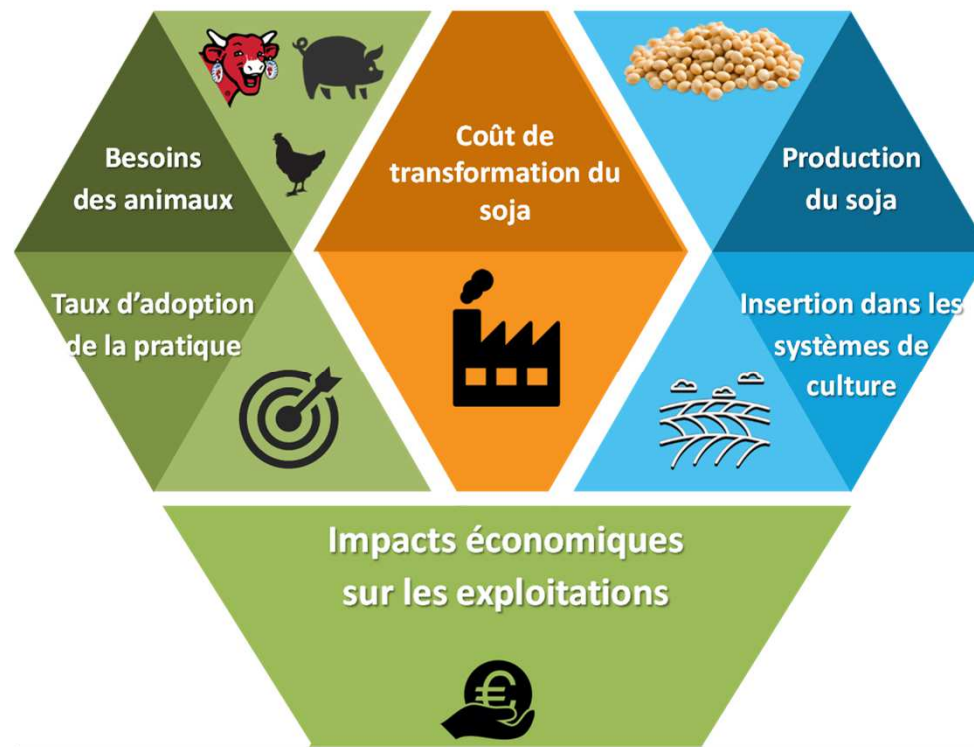 Besoins
des animaux
Taux d’adoption
de la pratique
Coût de
transformation du
soja
Production
du soja
Insertion dans les
systèmes de
culture
Impacts économiques
sur les exploitations
€